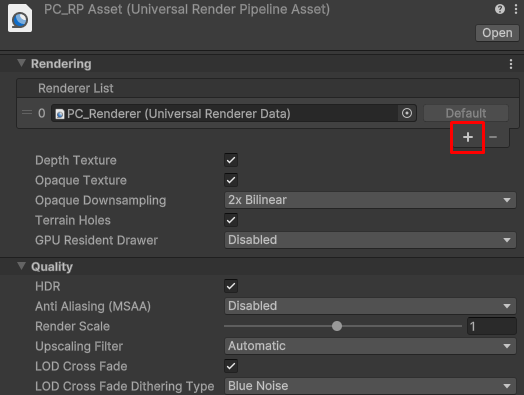 PC_RP Asset (Universal Render Pipeline Asset)
Open
Rendering
Renderer List
0 PC_Renderer (Universal Renderer Data) Default
+ −
Depth Texture
Opaque Texture
Opaque Downsampling 2x Bilinear
Terrain Holes
GPU Resident Drawer Disabled
Quality
HDR
Anti Aliasing (MSAA) Disabled
Render Scale 1
Upscaling Filter Automatic
LOD Cross Fade
LOD Cross Fade Dithering Type Blue Noise